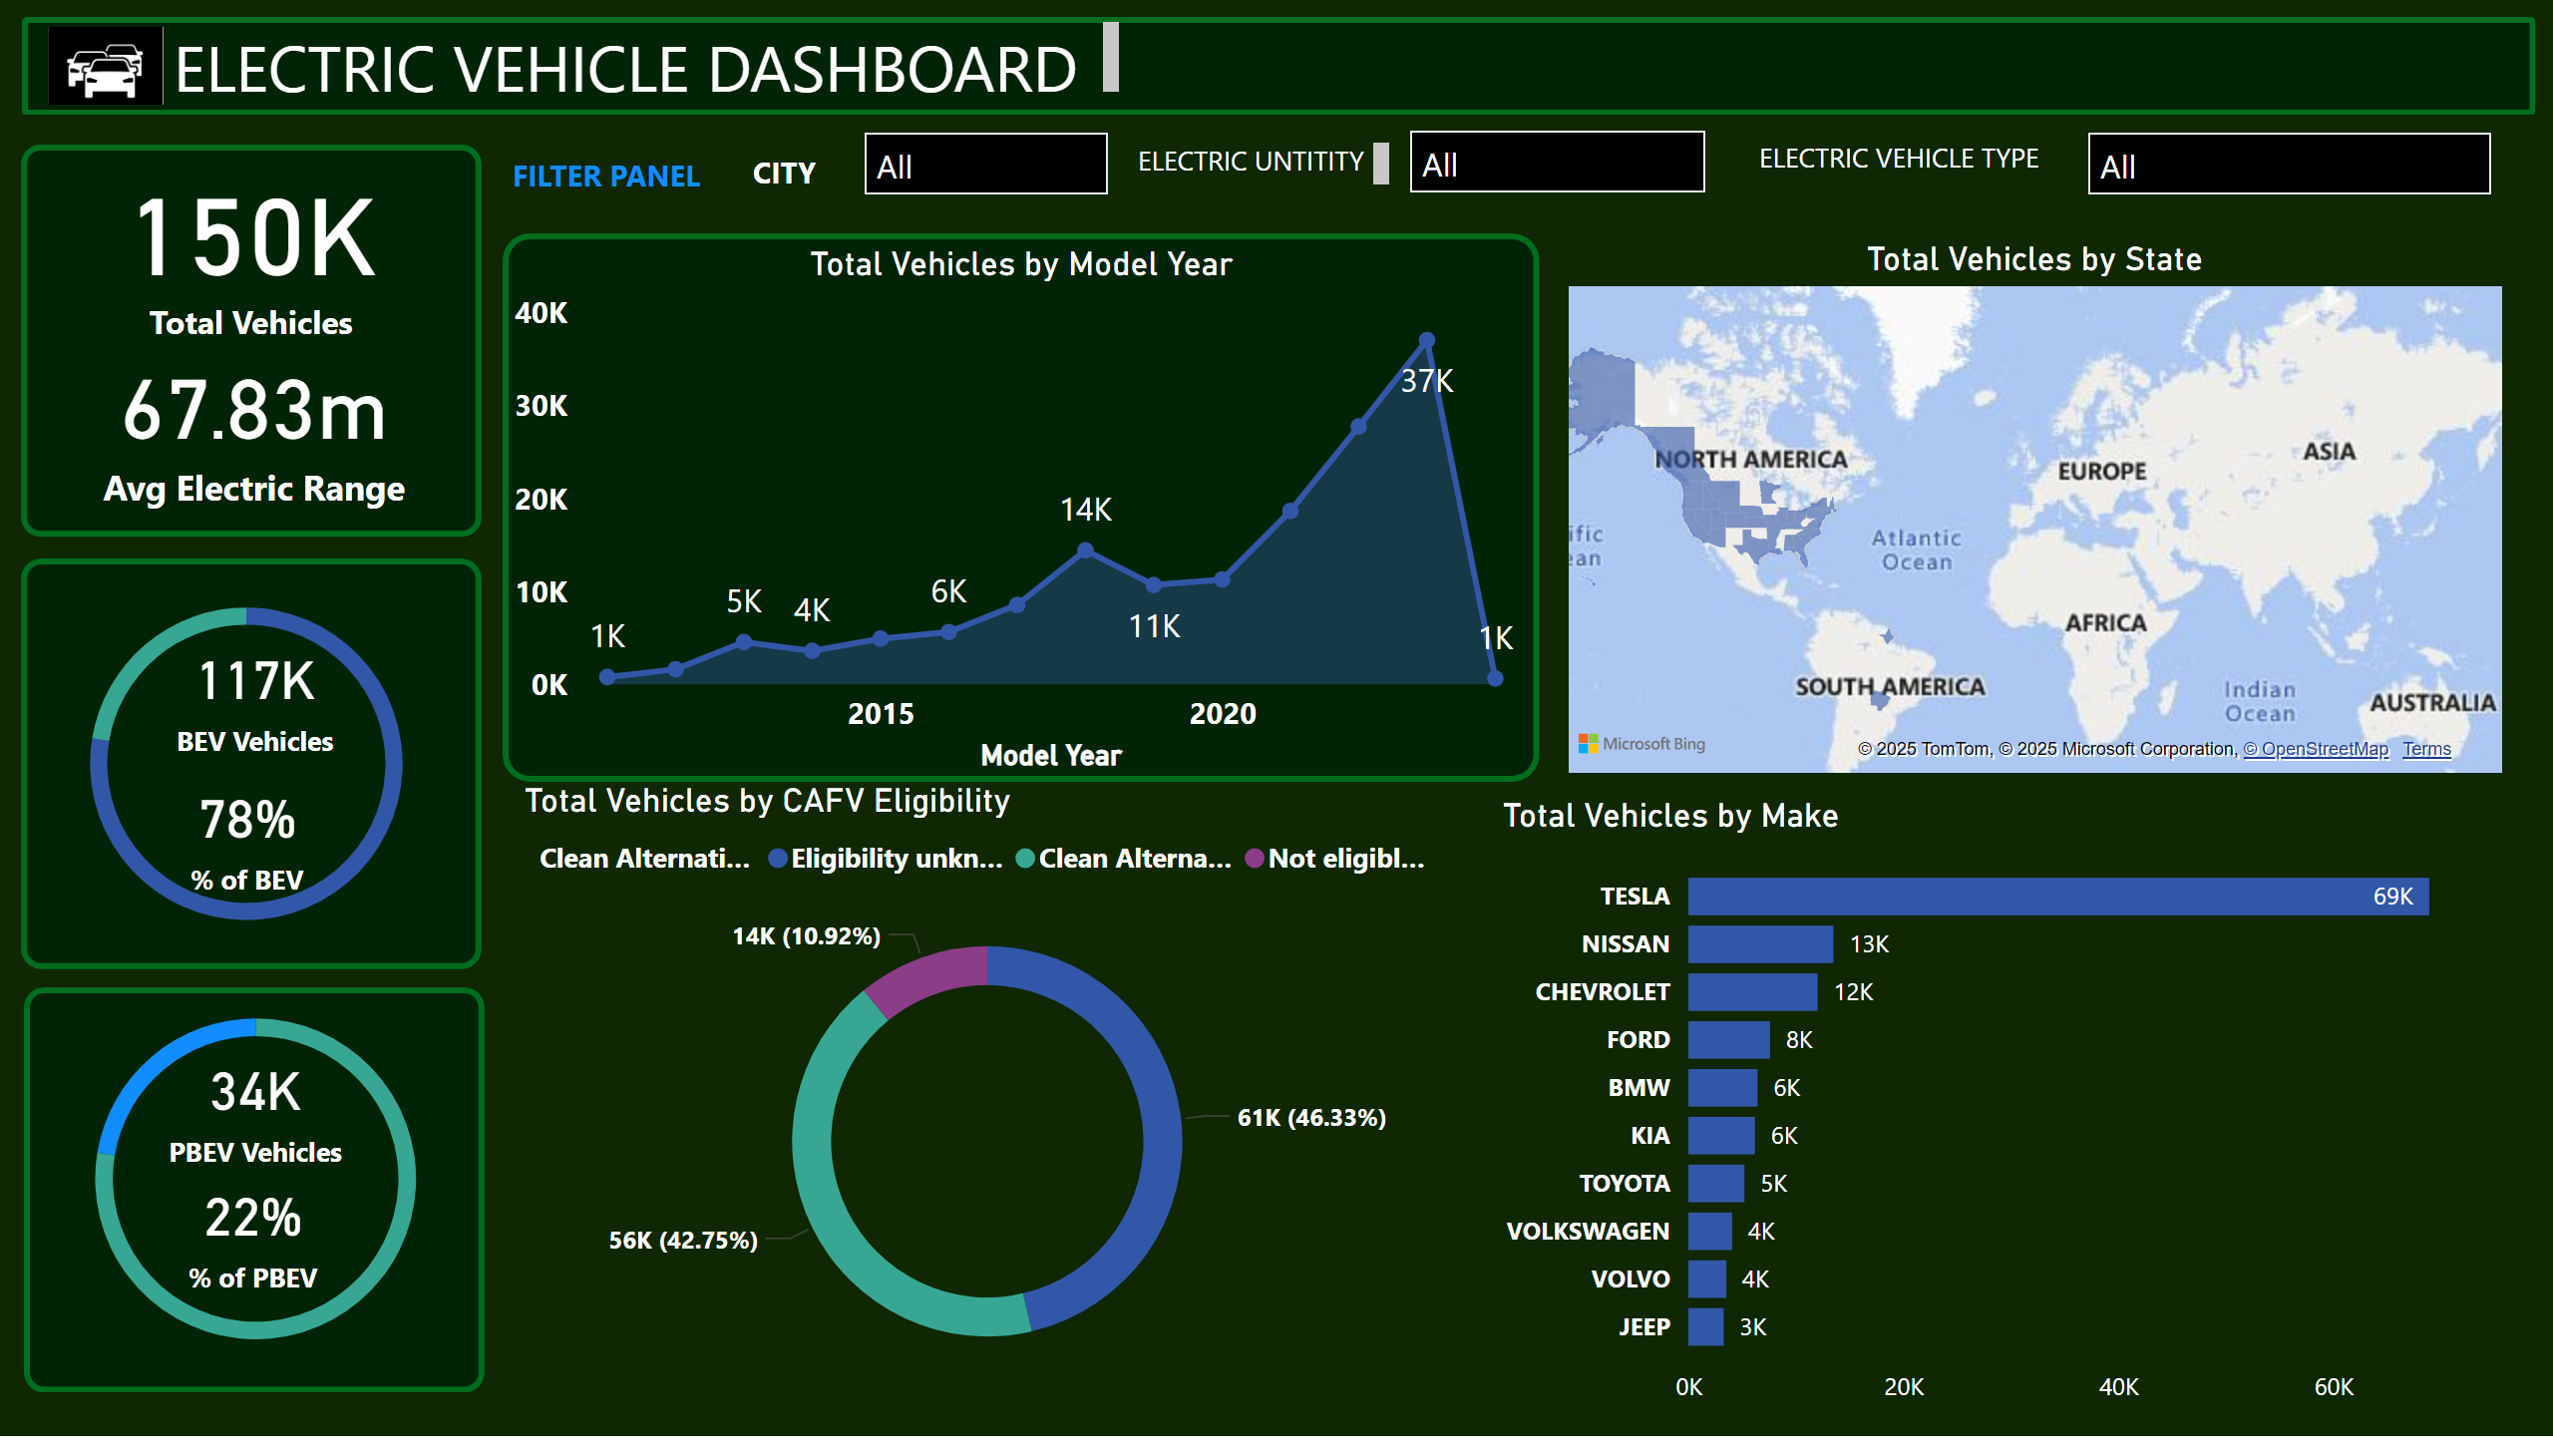 ELECTRIC VEHICLE DASHBOARD
FILTER PANEL
CITY
All
ELECTRIC UNTITITY
All
ELECTRIC VEHICLE TYPE
All
150K
Total Vehicles
67.83m
Avg Electric Range
117K
BEV Vehicles
78%
% of BEV
34K
PBEV Vehicles
22%
% of PBEV
Total Vehicles by Model Year
40K
30K
20K
10K
0K
1K
5K
4K
6K
14K
11K
37K
1K
2015
2020
Model Year
Total Vehicles by State
NORTH AMERICA
EUROPE
ASIA
ific
ean
Atlantic
Ocean
AFRICA
SOUTH AMERICA
Indian
Ocean
AUSTRALIA
Microsoft Bing
© 2025 TomTom, © 2025 Microsoft Corporation, © OpenStreetMap Terms
Total Vehicles by CAFV Eligibility
Clean Alternati... Eligibility unkn... Clean Alterna... Not eligibl...
14K (10.92%)
61K (46.33%)
56K (42.75%)
Total Vehicles by Make
TESLA 69K
NISSAN 13K
CHEVROLET 12K
FORD 8K
BMW 6K
KIA 6K
TOYOTA 5K
VOLKSWAGEN 4K
VOLVO 4K
JEEP 3K
0K 20K 40K 60K